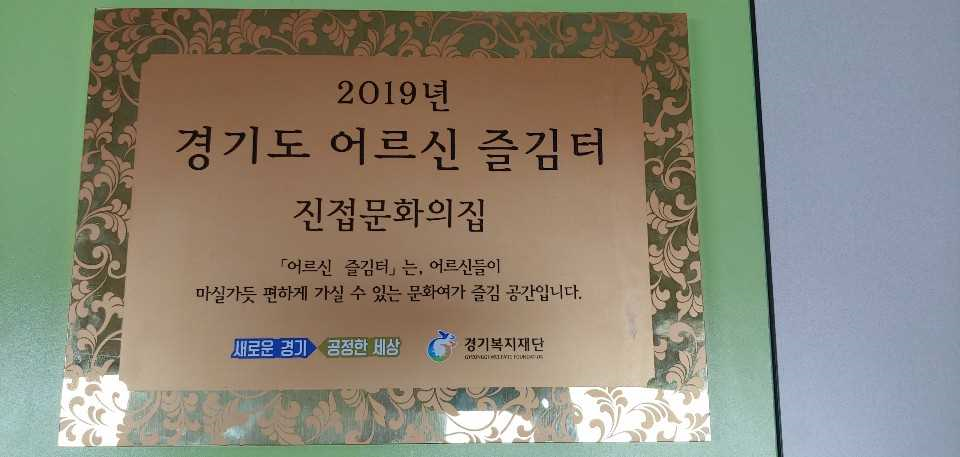 2019년
경기도 어르신 즐김터
진접문화의집
「어르신 즐김터」는, 어르신들이
마실가듯 편하게 가실 수 있는 문화여가 즐김 공간입니다.
새로운 경기 공정한 세상
경기복지재단
GYEONGGI WELFARE FOUNDATION